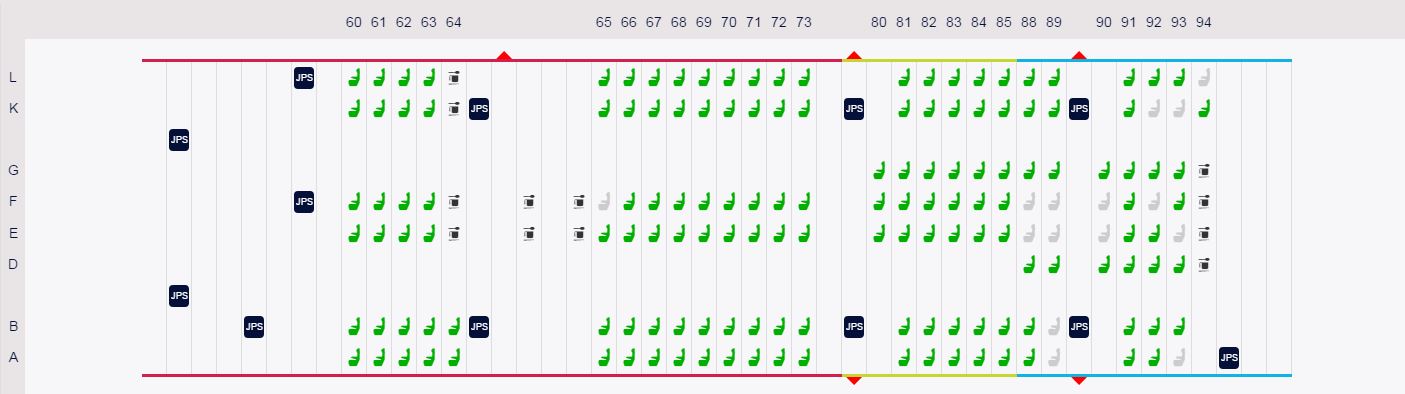 60 61 62 63 64 65 66 67 68 69 70 71 72 73 80 81 82 83 84 85 88 89 90 91 92 93 94
L JPS
K JPS JPS JPS
JPS
G
F JPS
E
D
JPS
B JPS JPS JPS JPS
A JPS